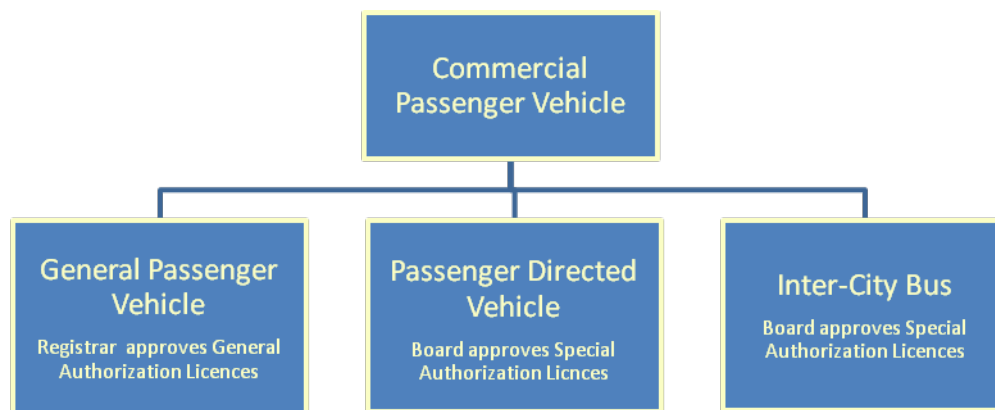 Commercial
Passenger Vehicle
General Passenger
Vehicle
Registrar approves General
Authorization Licences
Passenger Directed
Vehicle
Board approves Special
Authorization Licnces
Inter-City Bus
Board approves Special
Authorization Licences